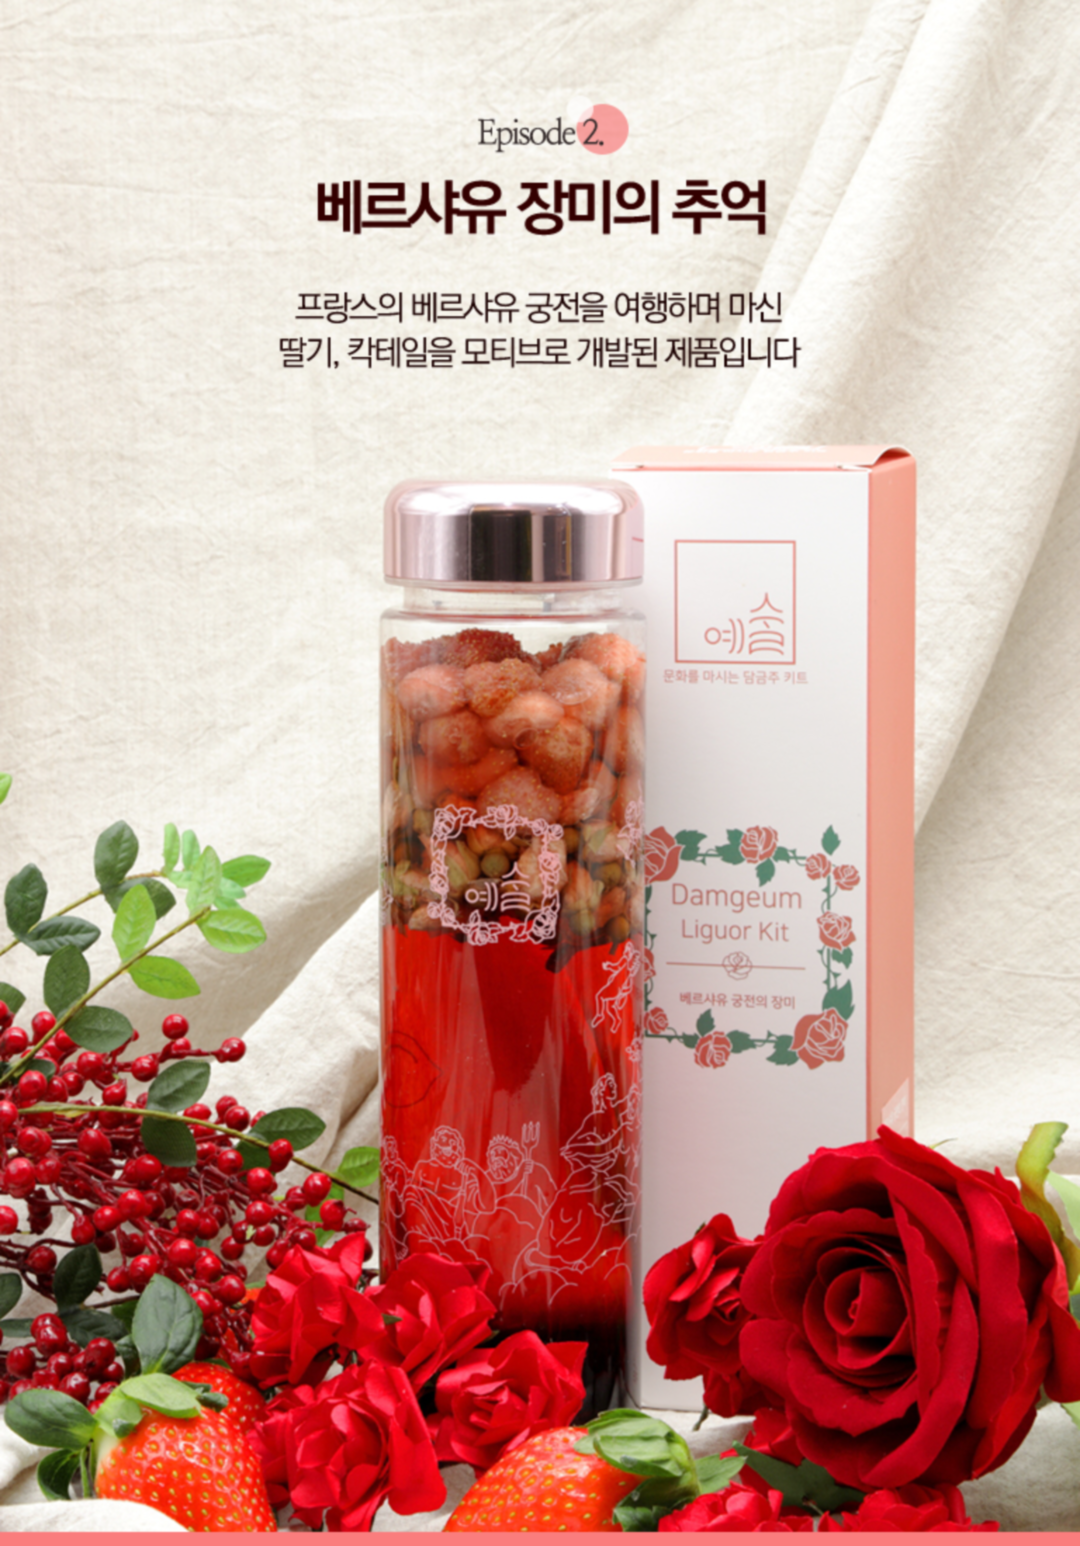 Episode 2.
베르샤유 장미의 추억
프랑스의 베르샤유 궁전을 여행하며 마신
딸기, 칵테일을 모티브로 개발된 제품입니다
예술
문화를 마시는 담금주 키트
예술
Damgeum
Liguor Kit
베르샤유 궁전의 장미